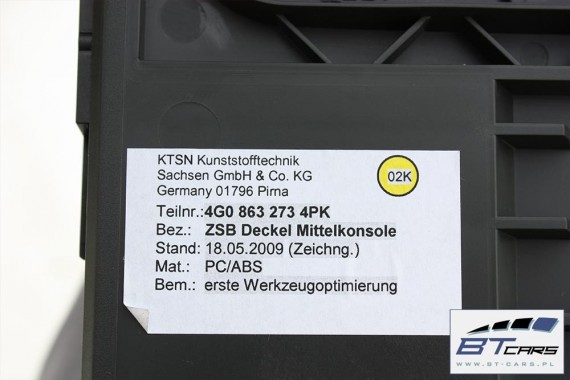 KTSN Kunststofftechnik
Sachsen GmbH & Co. KG
Germany 01796 Pirna
02K
Teilnr.:4G0 863 273 4PK
Bez.: ZSB Deckel Mittelkonsole
Stand: 18.05.2009 (Zeichng.)
Mat.: PC/ABS
Bem.: erste Werkzeugoptimierung
BT CARS
WWW.BT-CARS.PL